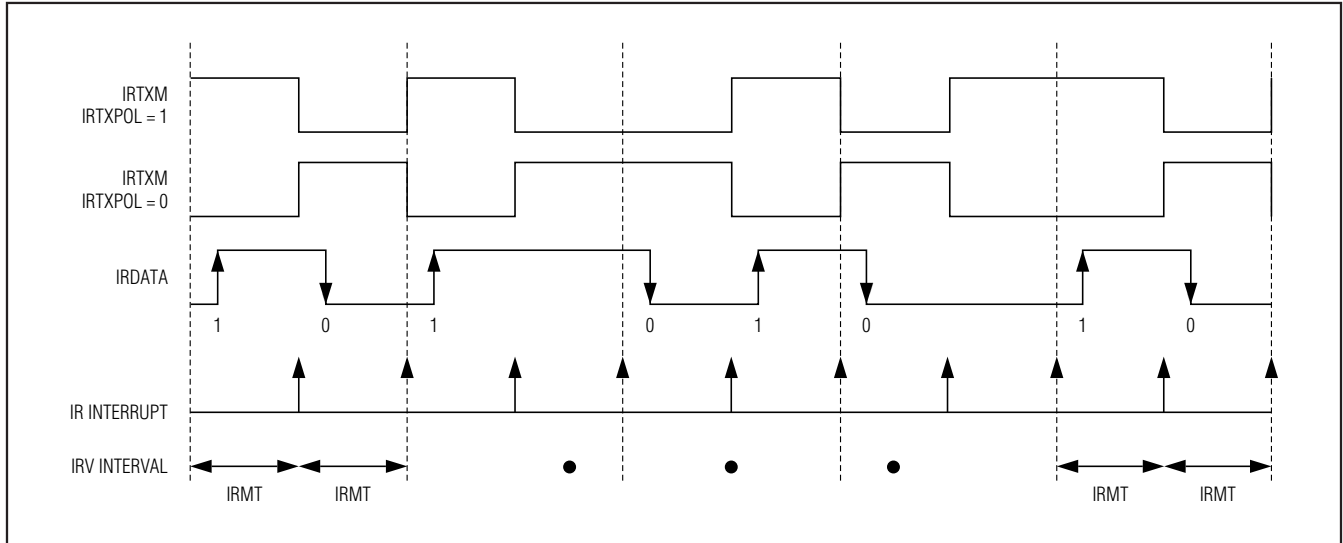 IRTXM
IRTXPOL = 1
IRTXM
IRTXPOL = 0
IRDATA
1 0 1 0 1 0 1 0
IR INTERRUPT
IRV INTERVAL
IRMT IRMT IRMT IRMT